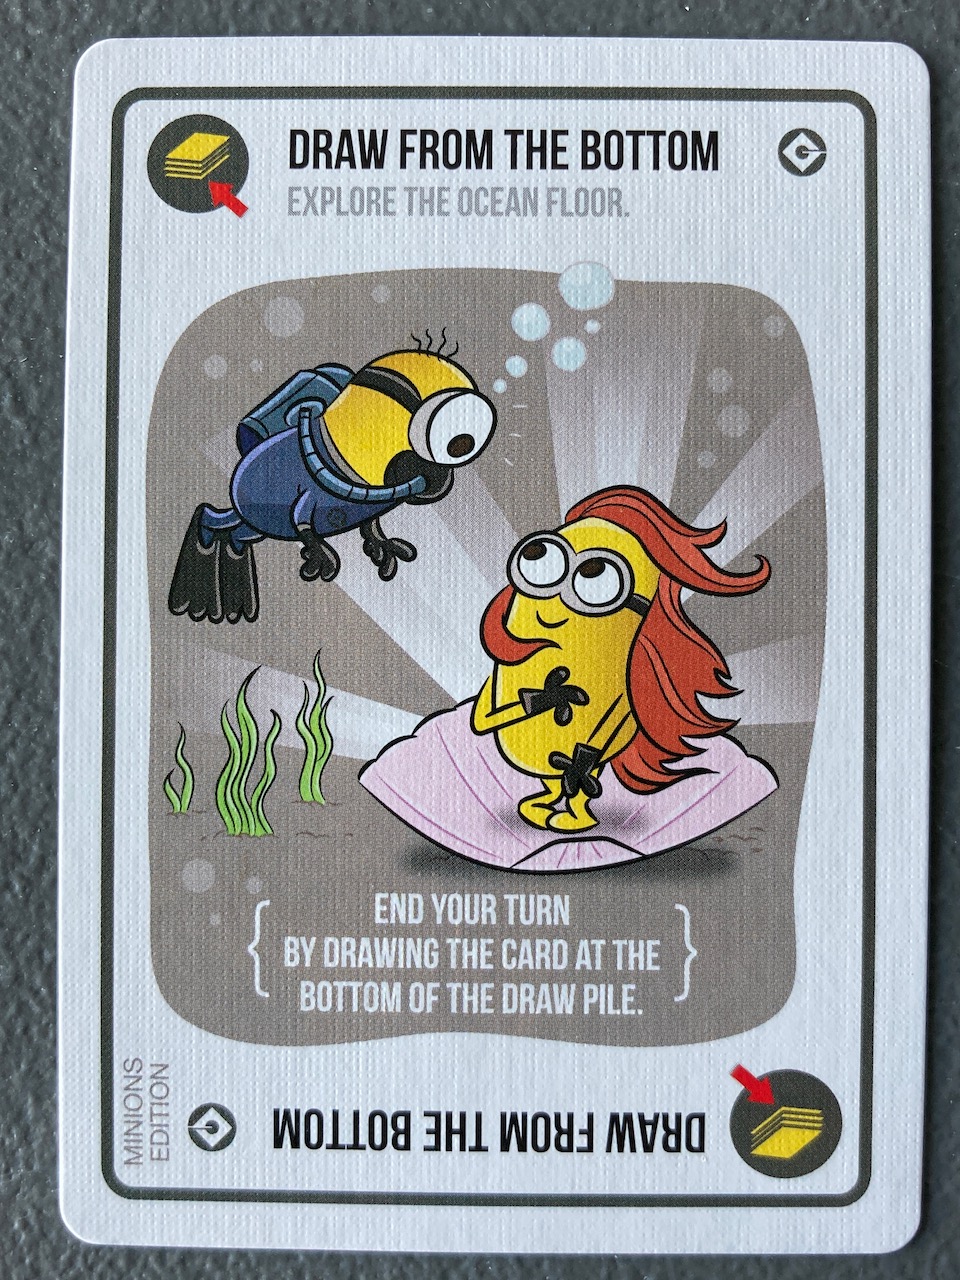 DRAW FROM THE BOTTOM
EXPLORE THE OCEAN FLOOR.
END YOUR TURN
BY DRAWING THE CARD AT THE
BOTTOM OF THE DRAW PILE.
MINIONS
EDITION
DRAW FROM THE BOTTOM